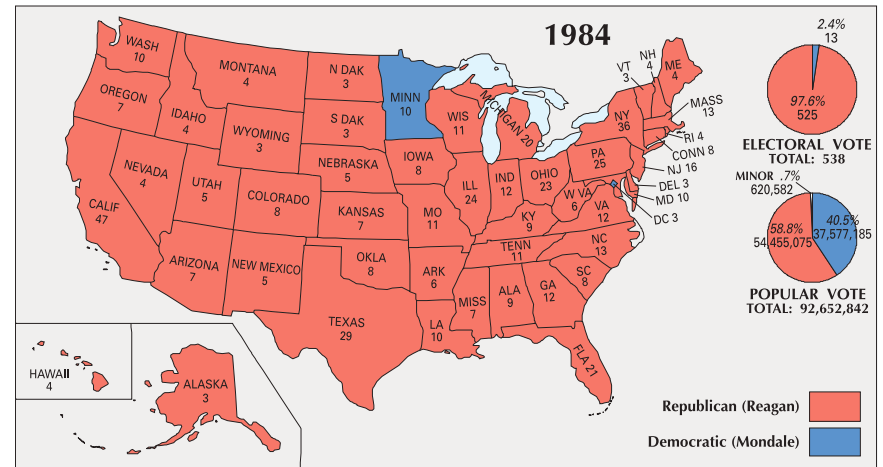 1984
WASH
10
OREGON
7
CALIF
47
NEVADA
4
IDAHO
4
MONTANA
4
WYOMING
3
UTAH
5
COLORADO
8
ARIZONA
7
NEW MEXICO
5
N DAK
3
S DAK
3
NEBRASKA
5
KANSAS
7
OKLA
8
TEXAS
29
MINN
10
IOWA
8
MO
11
ARK
6
LA
10
WIS
11
ILL
24
MICHIGAN 20
IND
12
OHIO
23
KY
9
TENN
11
MISS
7
ALA
9
GA
12
FLA 21
SC
8
NC
13
VA
12
W VA
6
PA
25
NY
36
VT
3
NH
4
ME
4
MASS
13
RI 4
CONN 8
NJ 16
DEL 3
MD 10
DC 3
HAWAII
4
ALASKA
3
2.4%
13
97.6%
525
ELECTORAL VOTE
TOTAL: 538
MINOR .7%
620,582
58.8%
54,455,075
40.5%
37,577,185
POPULAR VOTE
TOTAL: 92,652,842
Republican (Reagan)
Democratic (Mondale)